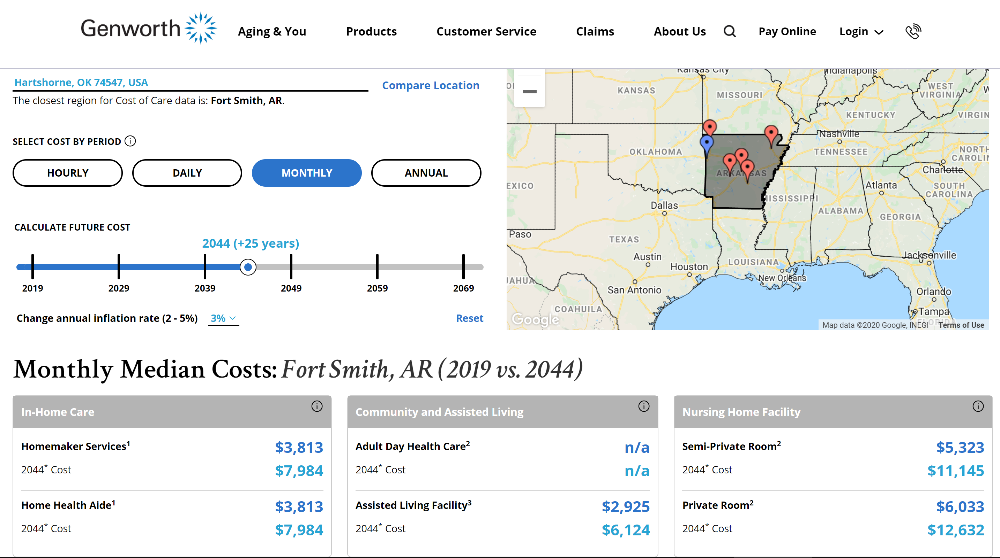 Genworth
Aging & You
Products
Customer Service
Claims
About Us
Pay Online
Login
Hartshorne, OK 74547, USA
Compare Location
The closest region for Cost of Care data is: Fort Smith, AR.
SELECT COST BY PERIOD
HOURLY
DAILY
MONTHLY
ANNUAL
CALCULATE FUTURE COST
2044 (+25 years)
2019
2029
2039
2049
2059
2069
Change annual inflation rate (2 - 5%)
3%
Reset
Kansas City
Indianapolis
KANSAS
MISSOURI
WEST
VIRGINIA
KENTUCKY
VIRGIN
Nashville
OKLAHOMA
TENNESSEE
NORTH
CAROLIN
Charlotte
ARKANSAS
EXICO
Atlanta
SOUTH
CAROLINA
MISSISSIPPI
Dallas
ALABAMA
GEORGIA
Paso
TEXAS
Austin
Jacksonville
Houston
LOUISIANA
New Orleans
JAHUA
San Antonio
Orlando
COAHUILA
Tampa
FLORIDA
Google
Map data ©2020 Google, INEGI
Terms of Use
Monthly Median Costs: Fort Smith, AR (2019 vs. 2044)
In-Home Care
Homemaker Services1
$3,813
2044* Cost
$7,984
Home Health Aide1
$3,813
2044* Cost
$7,984
Community and Assisted Living
Adult Day Health Care2
n/a
2044* Cost
n/a
Assisted Living Facility3
$2,925
2044* Cost
$6,124
Nursing Home Facility
Semi-Private Room2
$5,323
2044* Cost
$11,145
Private Room2
$6,033
2044* Cost
$12,632